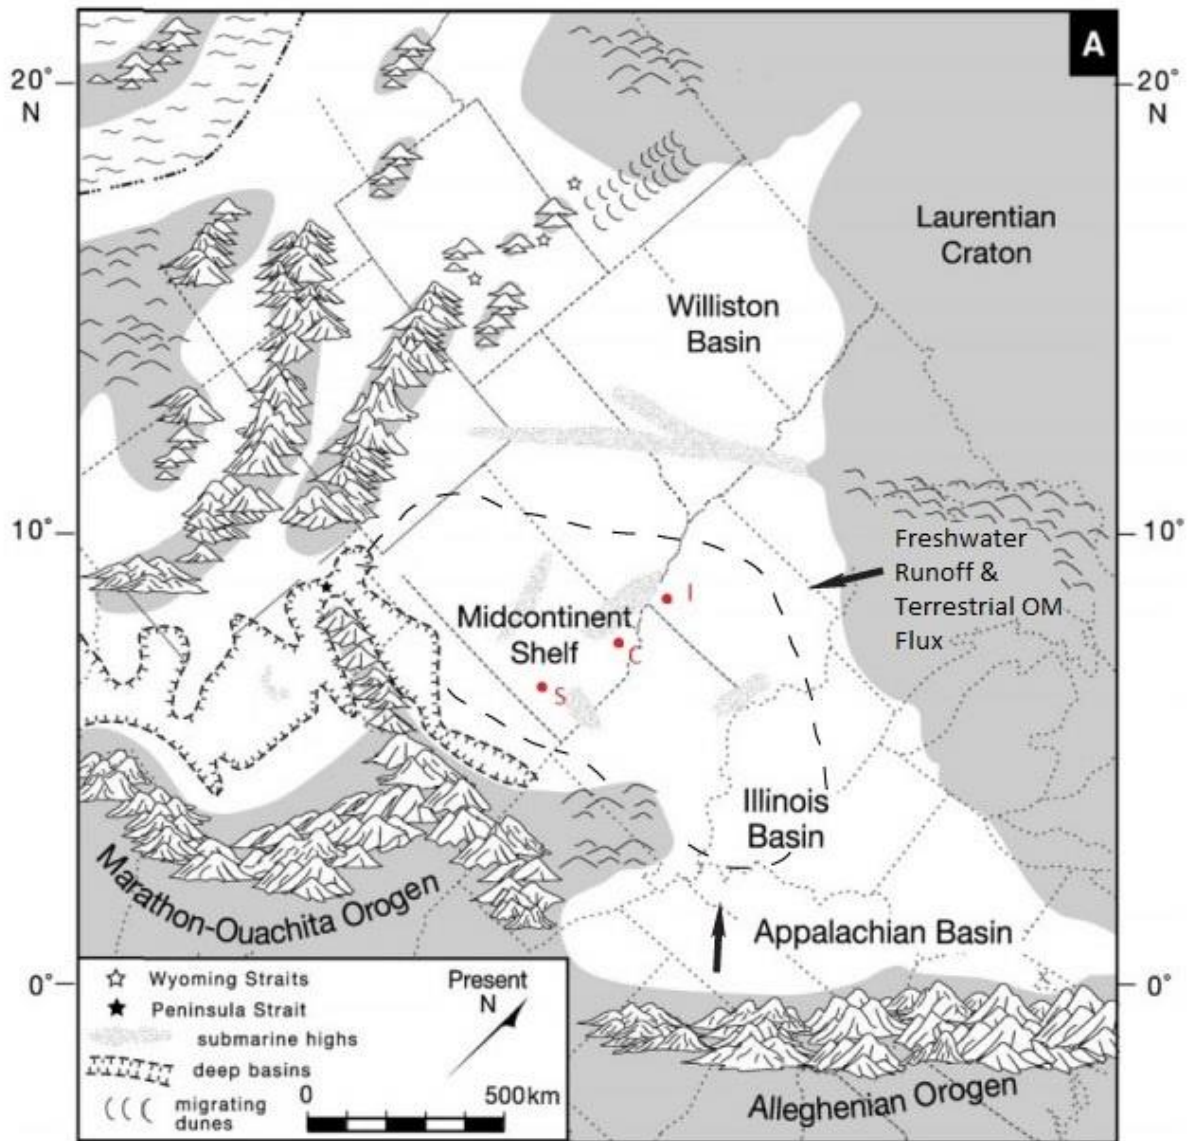 A
20°
N
20°
N
Laurentian
Craton
Williston
Basin
10°
10°
Freshwater
Runoff &
Terrestrial OM
Flux
I
Midcontinent
Shelf
C
S
Illinois
Basin
Marathon-Ouachita Orogen
Appalachian Basin
0°
0°
Wyoming Straits
Peninsula Strait
submarine highs
deep basins
migrating
dunes
Present
N
0
500km
Alleghenian Orogen